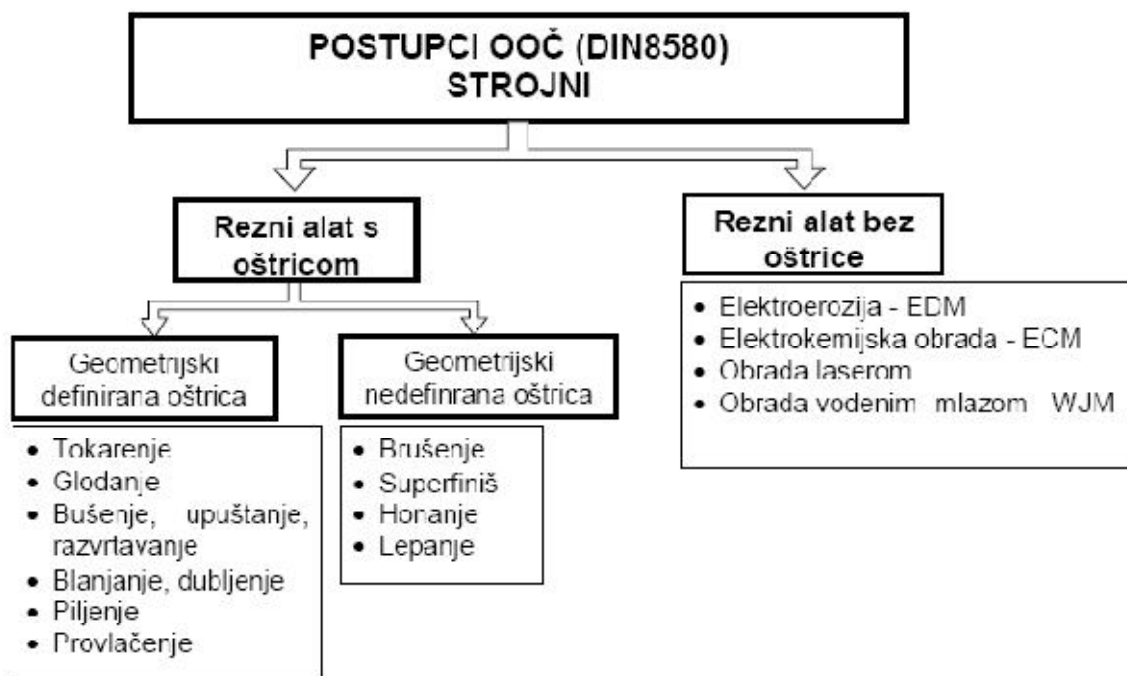 POSTUPCI OOČ (DIN8580)
STROJNI
Rezni alat s
oštricom
Rezni alat bez
oštrice
Geometrijski
definirana oštrica
Geometrijski
nedefinrana oštrica
• Elektroerozija - EDM
• Elektrokemijska obrada - ECM
• Obrada laserom
• Obrada vodenim mlazom WJM
• Tokarenje
• Glodanje
• Bušenje, upuštanje,
razvrtavanje
• Blanjanje, dubljenje
• Piljenje
• Provlačenje
• Brušenje
• Superfiniš
• Honanje
• Lepanje